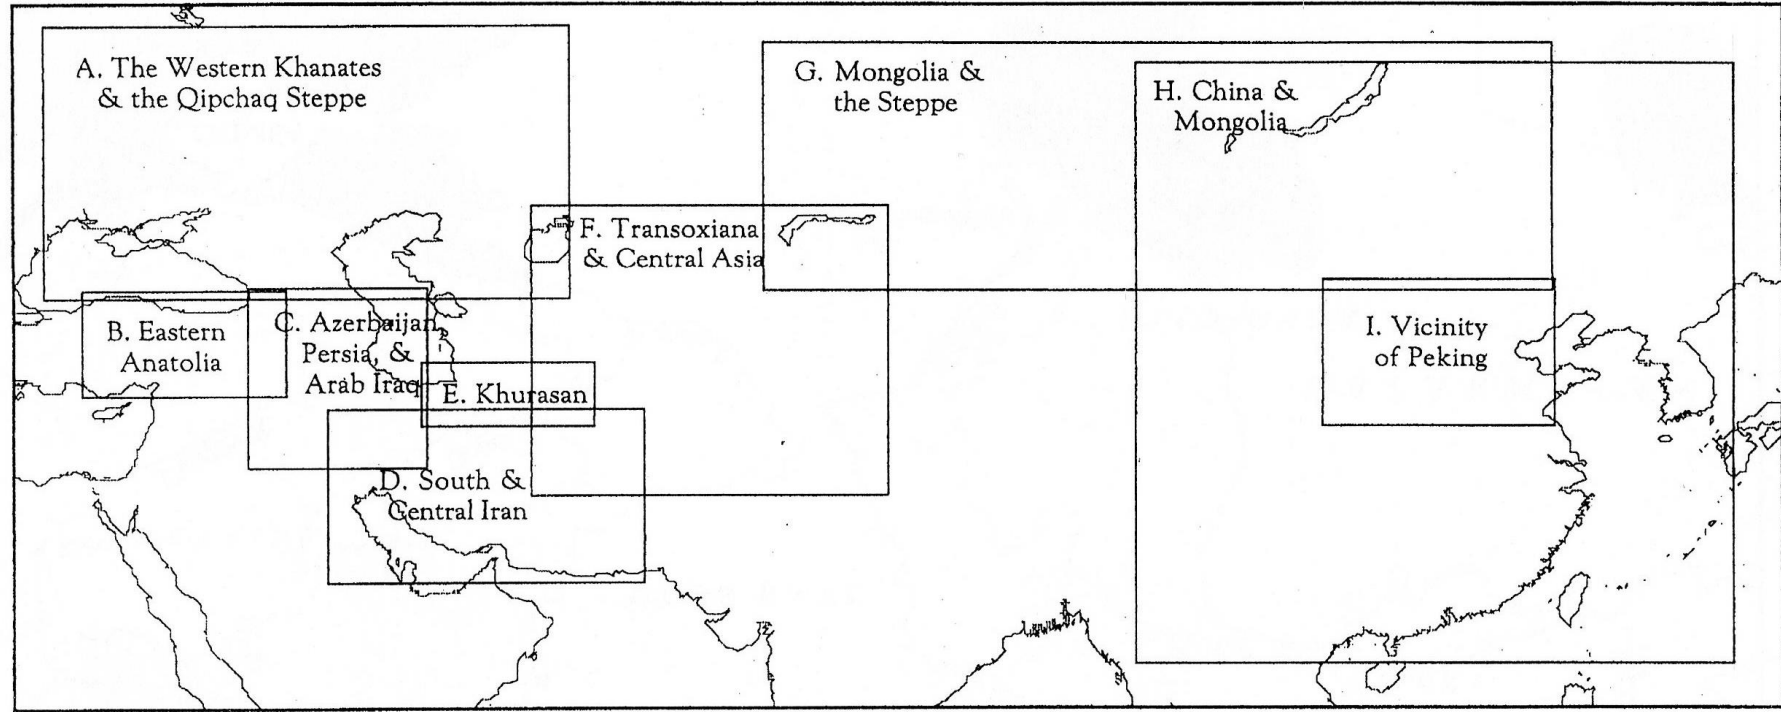 A. The Western Khanates
& the Qipchaq Steppe
G. Mongolia &
the Steppe
H. China &
Mongolia
F. Transoxiana
& Central Asia
B. Eastern
Anatolia
C. Azerbaijan,
Persia, &
Arab Iraq
I. Vicinity
of Peking
E. Khurasan
D. South &
Central Iran